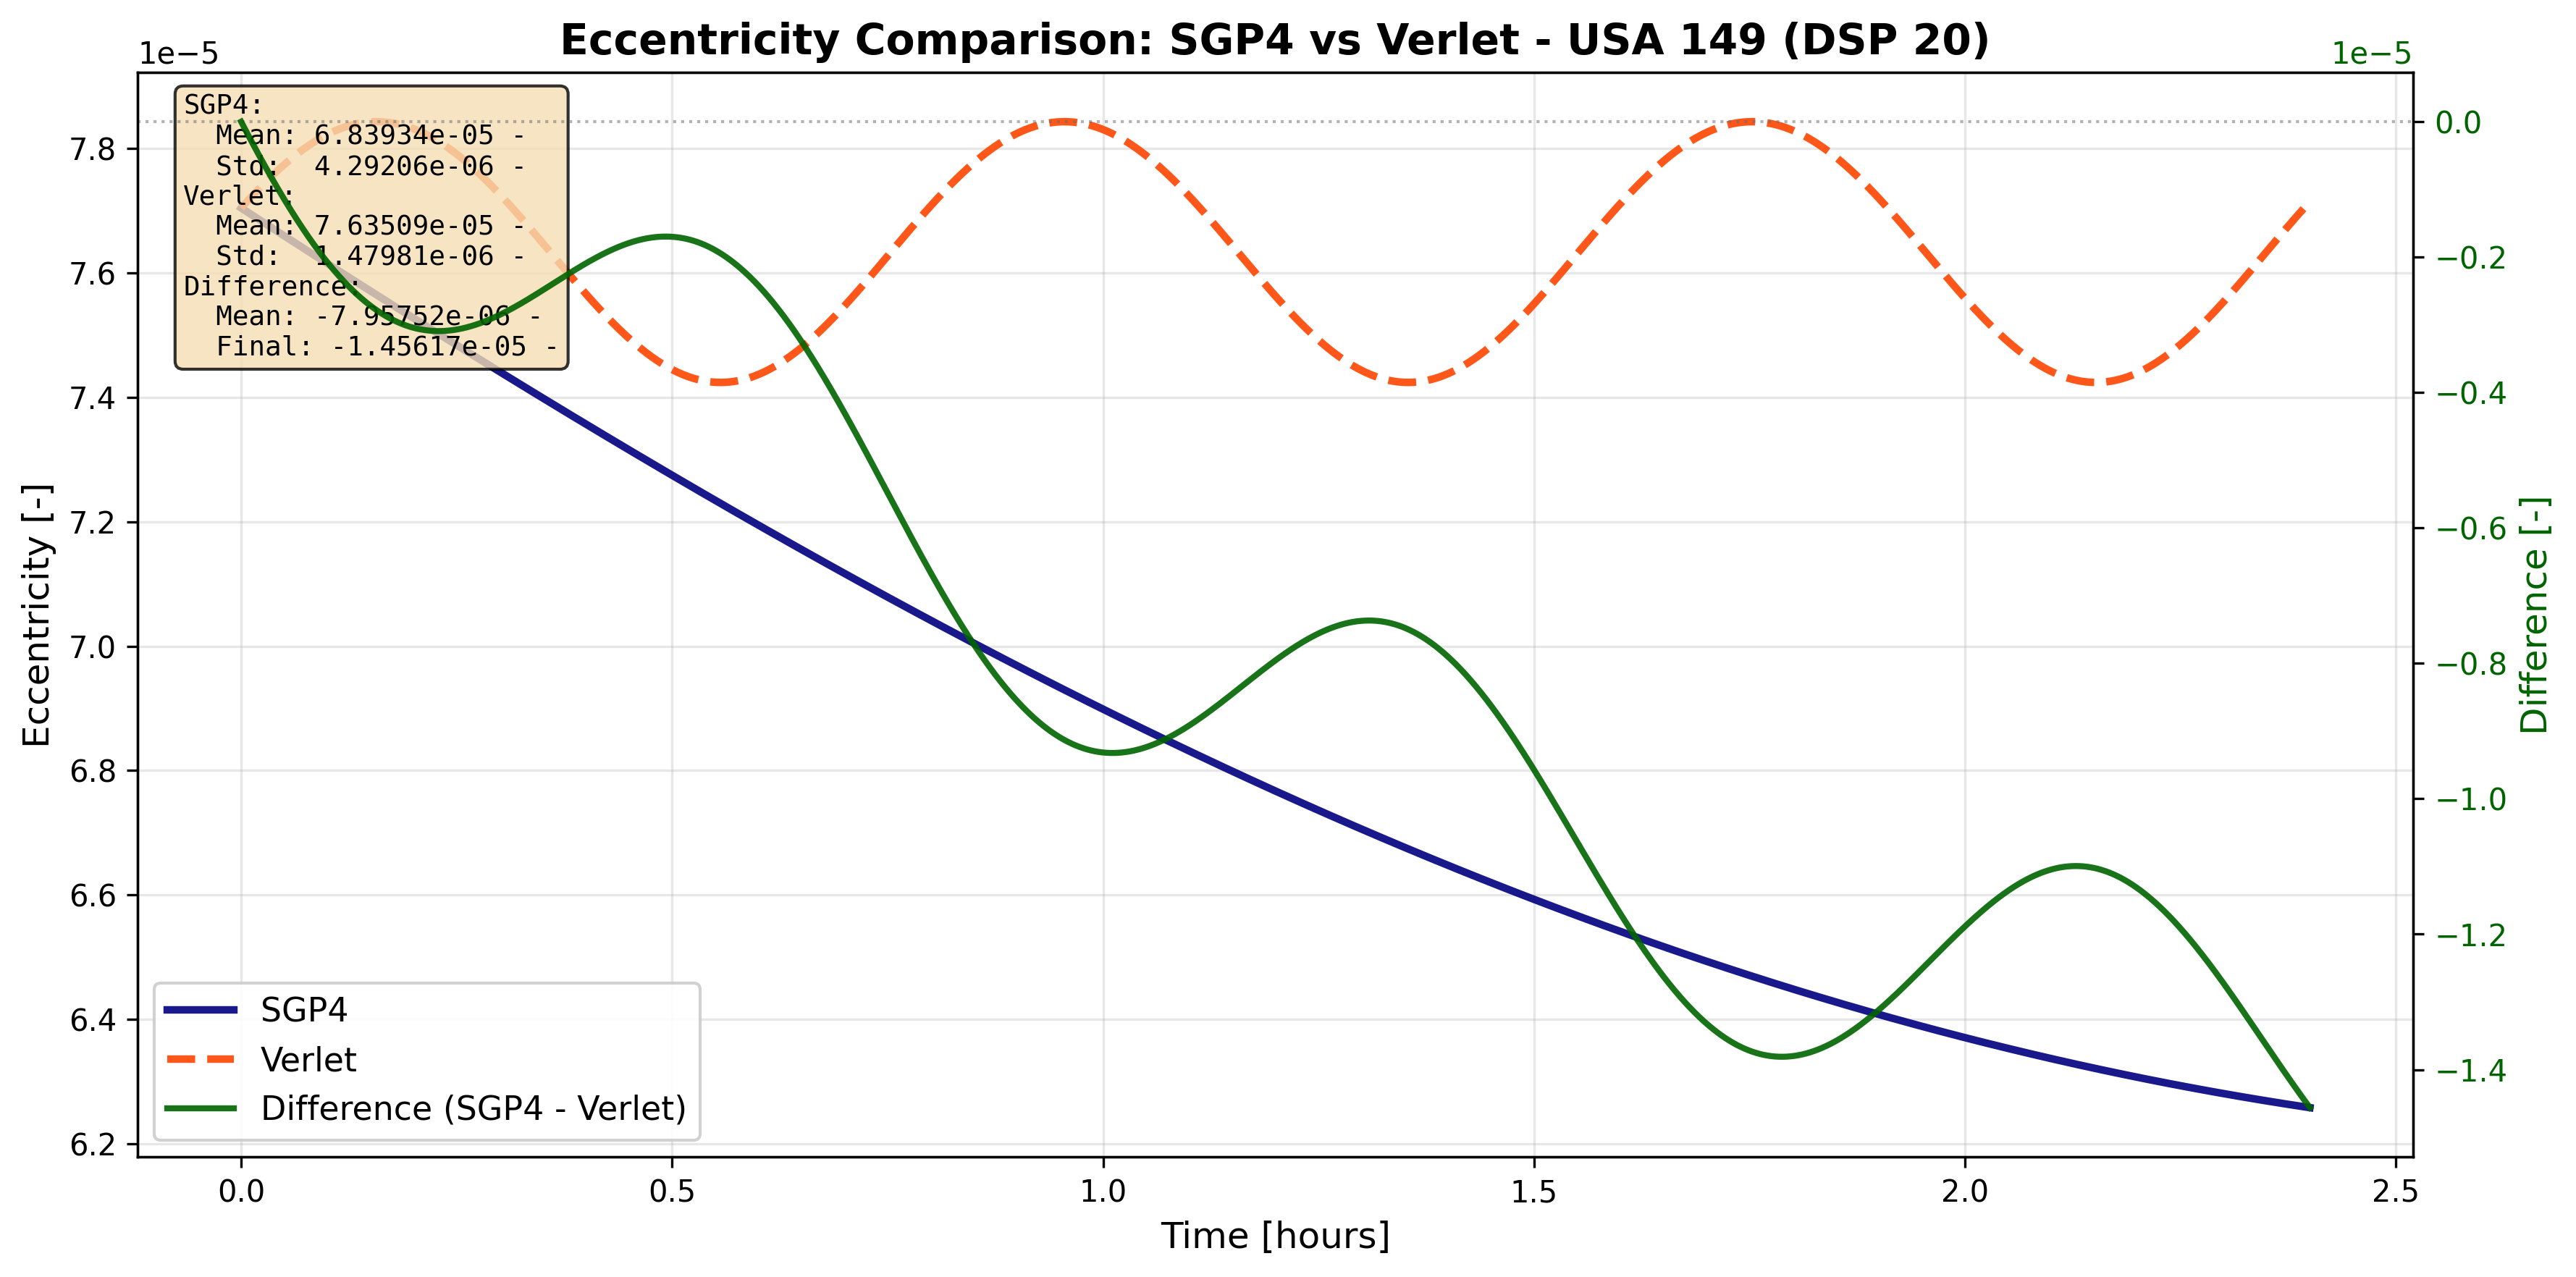 Eccentricity Comparison: SGP4 vs Verlet - USA 149 (DSP 20)
1e−5
1e−5
SGP4:
Mean: 6.83934e-05 -
Std:  4.29206e-06 -
Verlet:
Mean: 7.63509e-05 -
Std:  1.47981e-06 -
Difference:
Mean: -7.95752e-06 -
Final: -1.45617e-05 -
7.8
7.6
7.4
7.2
7.0
6.8
6.6
6.4
6.2
Eccentricity [-]
0.0
−0.2
−0.4
−0.6
−0.8
−1.0
−1.2
−1.4
Difference [-]
SGP4
Verlet
Difference (SGP4 - Verlet)
0.0
0.5
1.0
1.5
2.0
2.5
Time [hours]